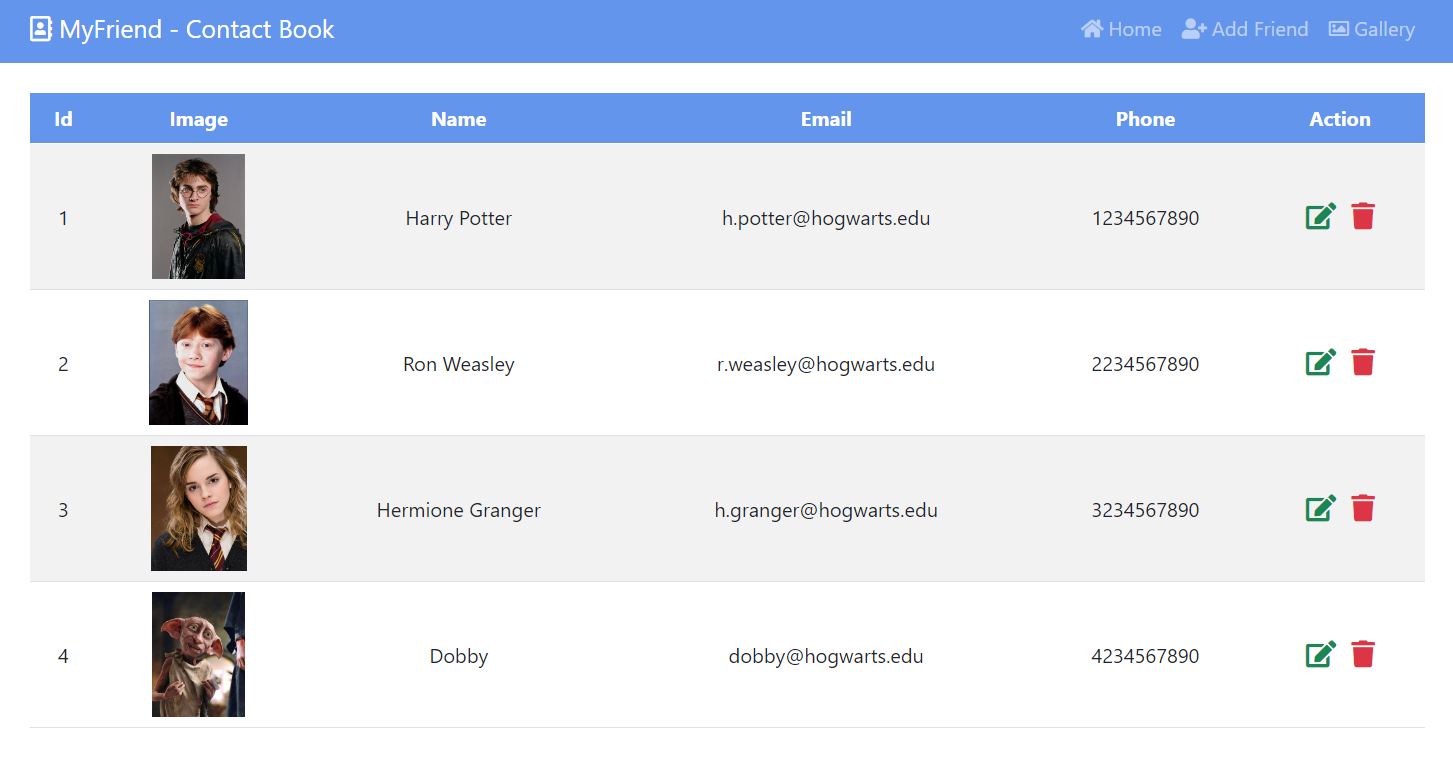 MyFriend - Contact Book Home Add Friend Gallery
Id Image Name Email Phone Action
1 Harry Potter h.potter@hogwarts.edu 1234567890
2 Ron Weasley r.weasley@hogwarts.edu 2234567890
3 Hermione Granger h.granger@hogwarts.edu 3234567890
4 Dobby dobby@hogwarts.edu 4234567890